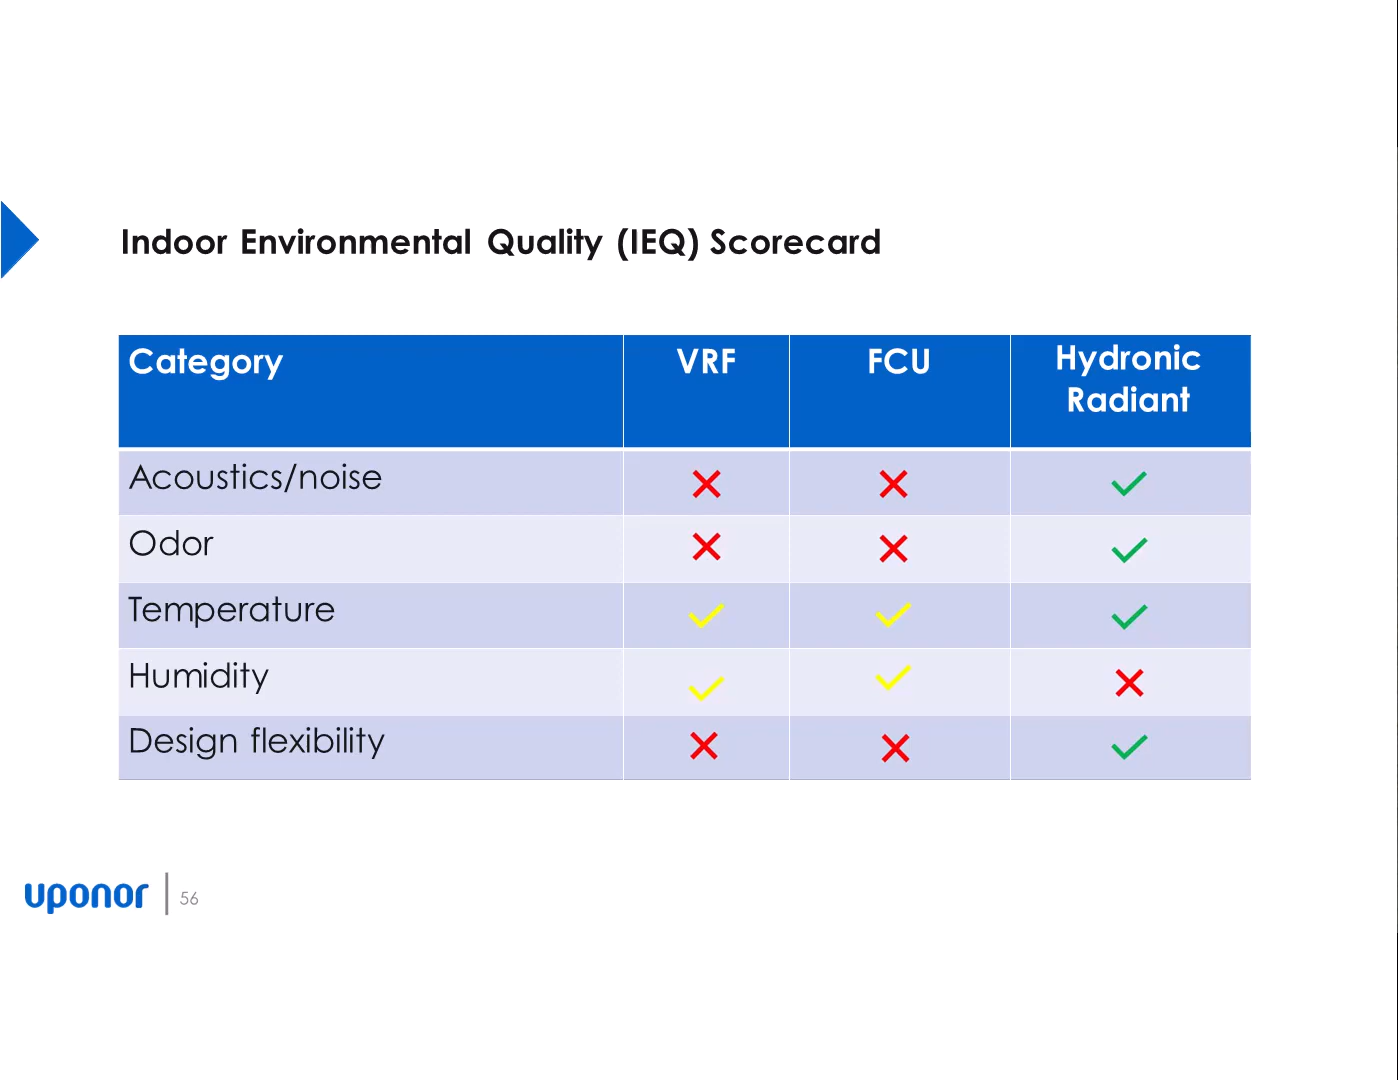 Indoor Environmental Quality (IEQ) Scorecard
Category VRF FCU Hydronic Radiant
Acoustics/noise
Odor
Temperature
Humidity
Design flexibility
uponor 56